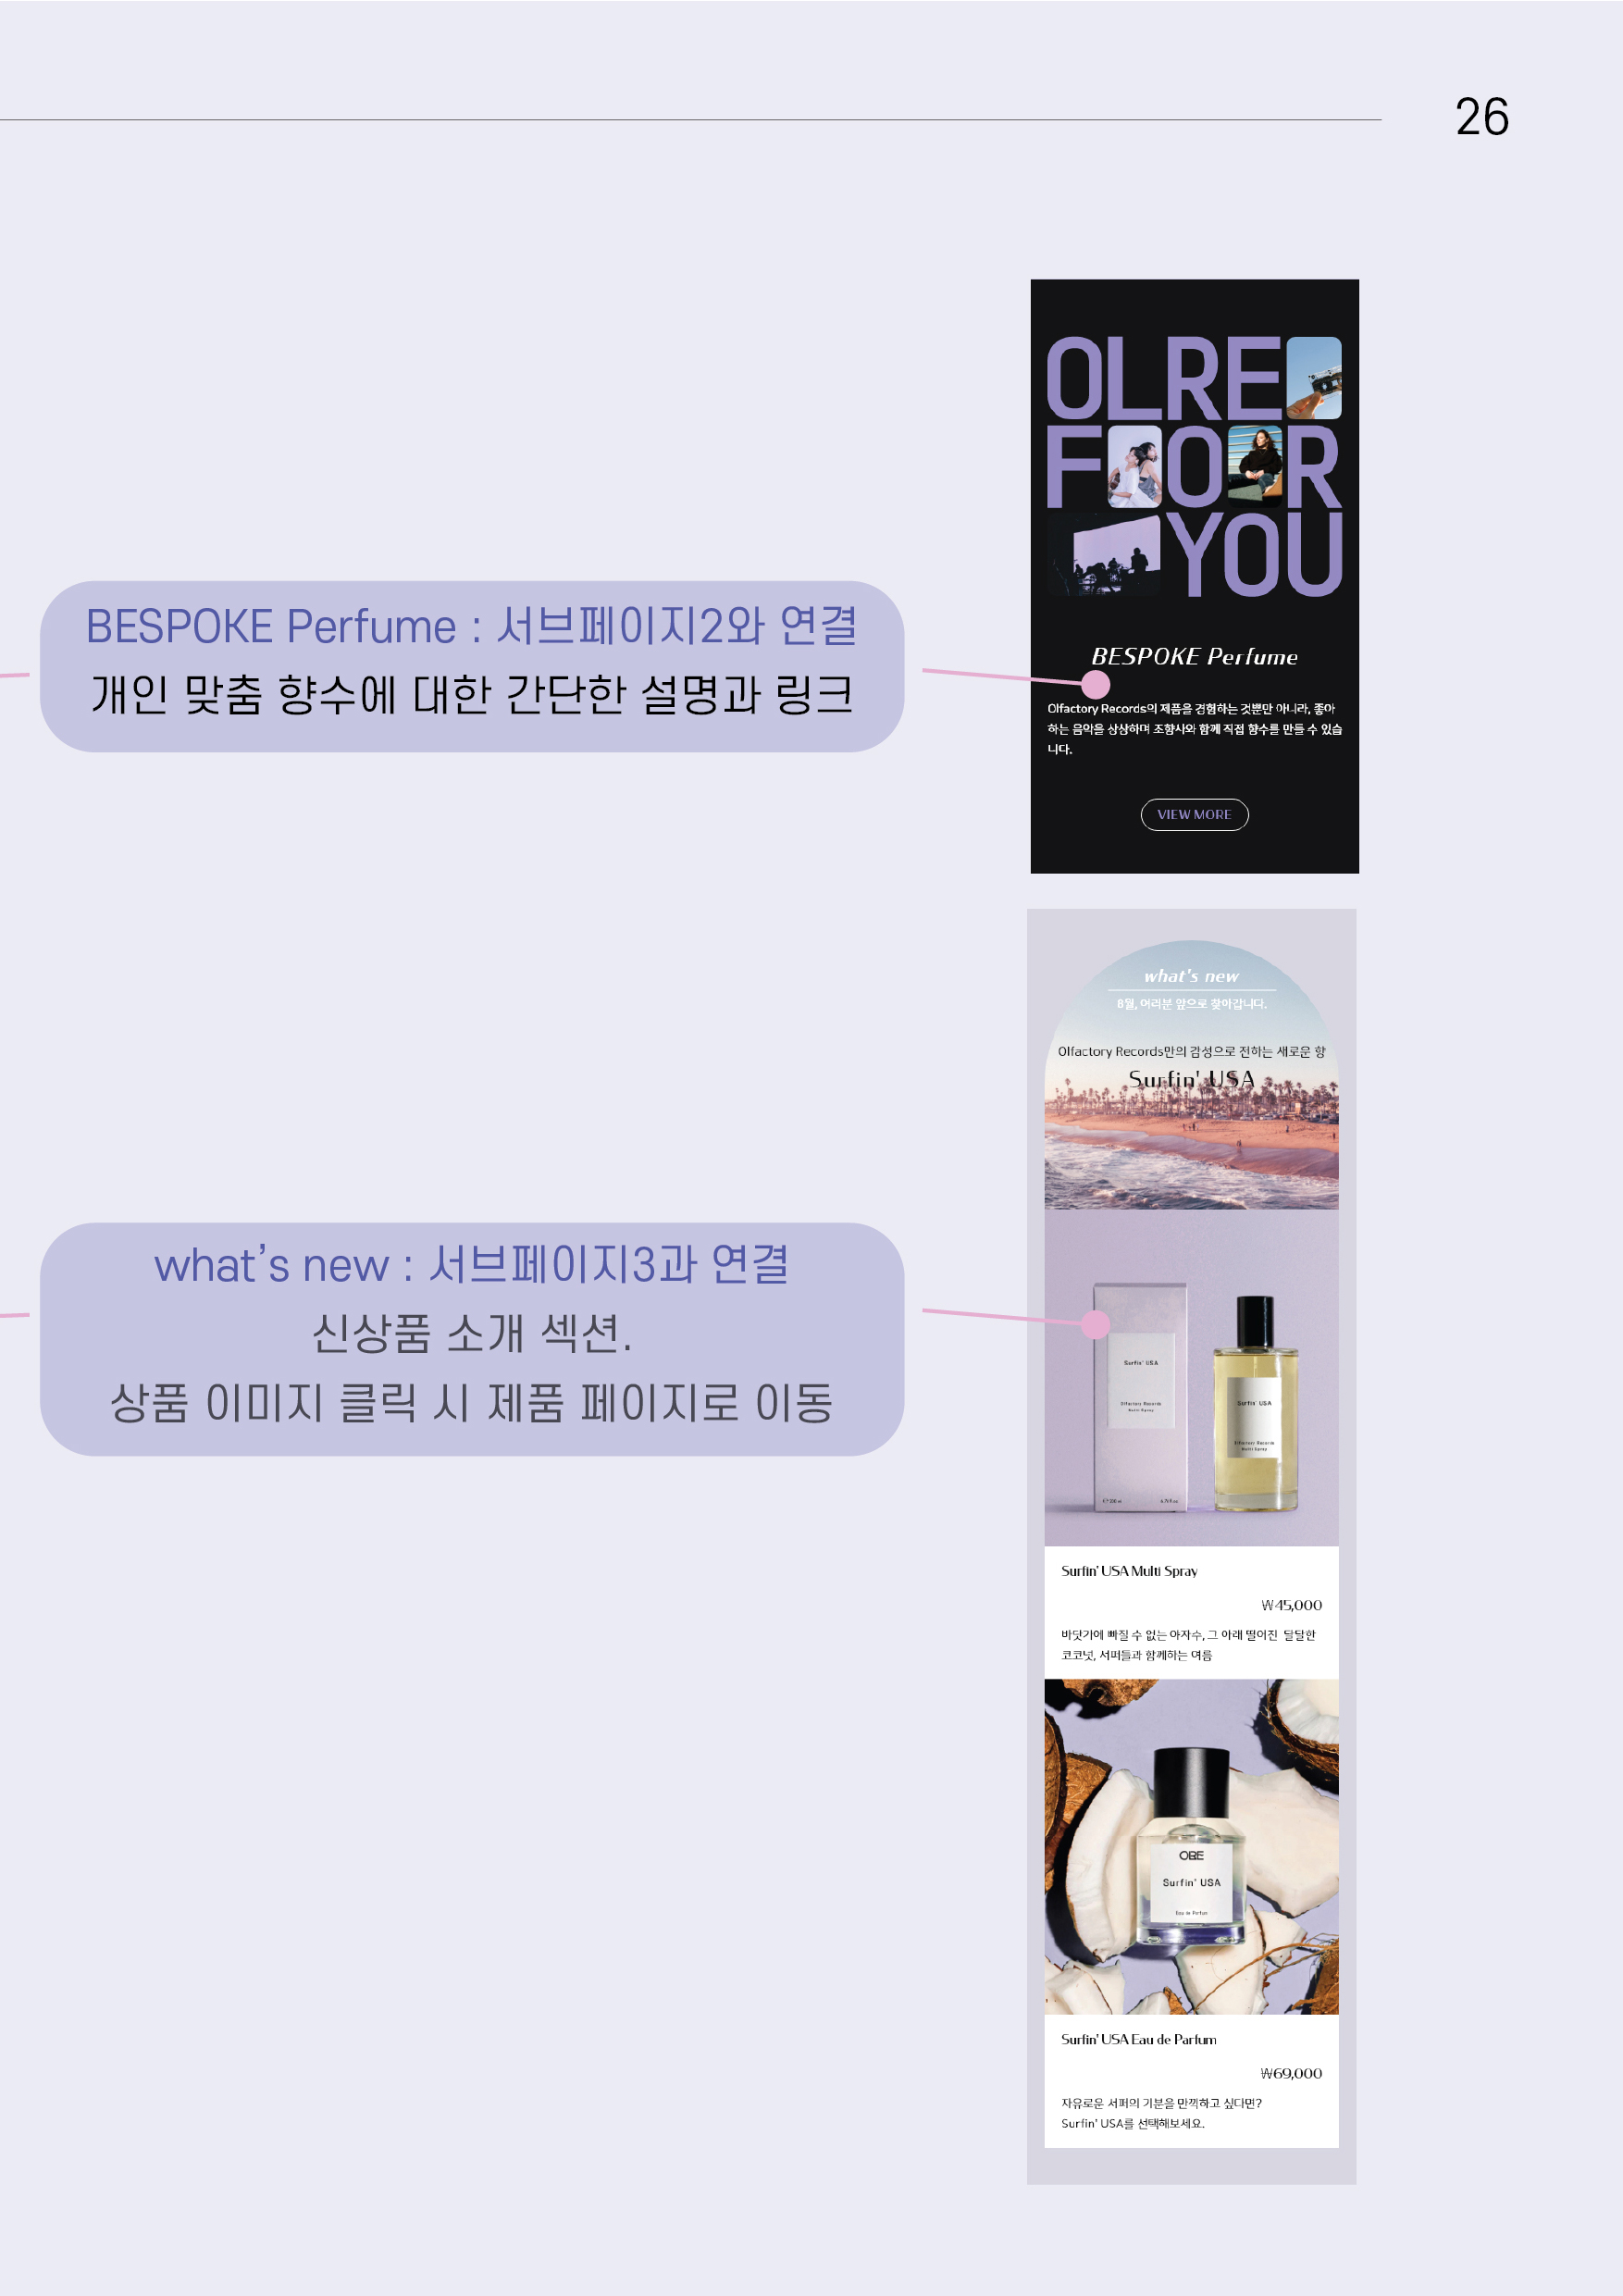 26
OLRE
FOR
YOU
BESPOKE Perfume : 서브페이지2와 연결
개인 맞춤 향수에 대한 간단한 설명과 링크
BESPOKE Perfume
Olfactory Records의 제품을 경험하는 것뿐만 아니라, 좋아
하는 음악을 상상하며 조향사와 함께 직접 향수를 만들 수 있습
니다.
VIEW MORE
what's new
8월, 여러분 앞으로 찾아갑니다.
Olfactory Records만의 감성으로 전하는 새로운 향
Surfin' USA
what’s new : 서브페이지3과 연결
신상품 소개 섹션.
상품 이미지 클릭 시 제품 페이지로 이동
Surfin' USA
Olfactory Records
Multi Spray
Surfin' USA
Olfactory Records
Multi Spray
Surfin' USA Multi Spray
₩45,000
바닷가에 빠질 수 없는 야자수, 그 아래 떨어진 달달한
코코넛, 서퍼들과 함께하는 여름
Surfin' USA
Eau de Parfum
Surfin' USA Eau de Parfum
₩69,000
자유로운 서퍼의 기분을 만끽하고 싶다면?
Surfin' USA를 선택해보세요.